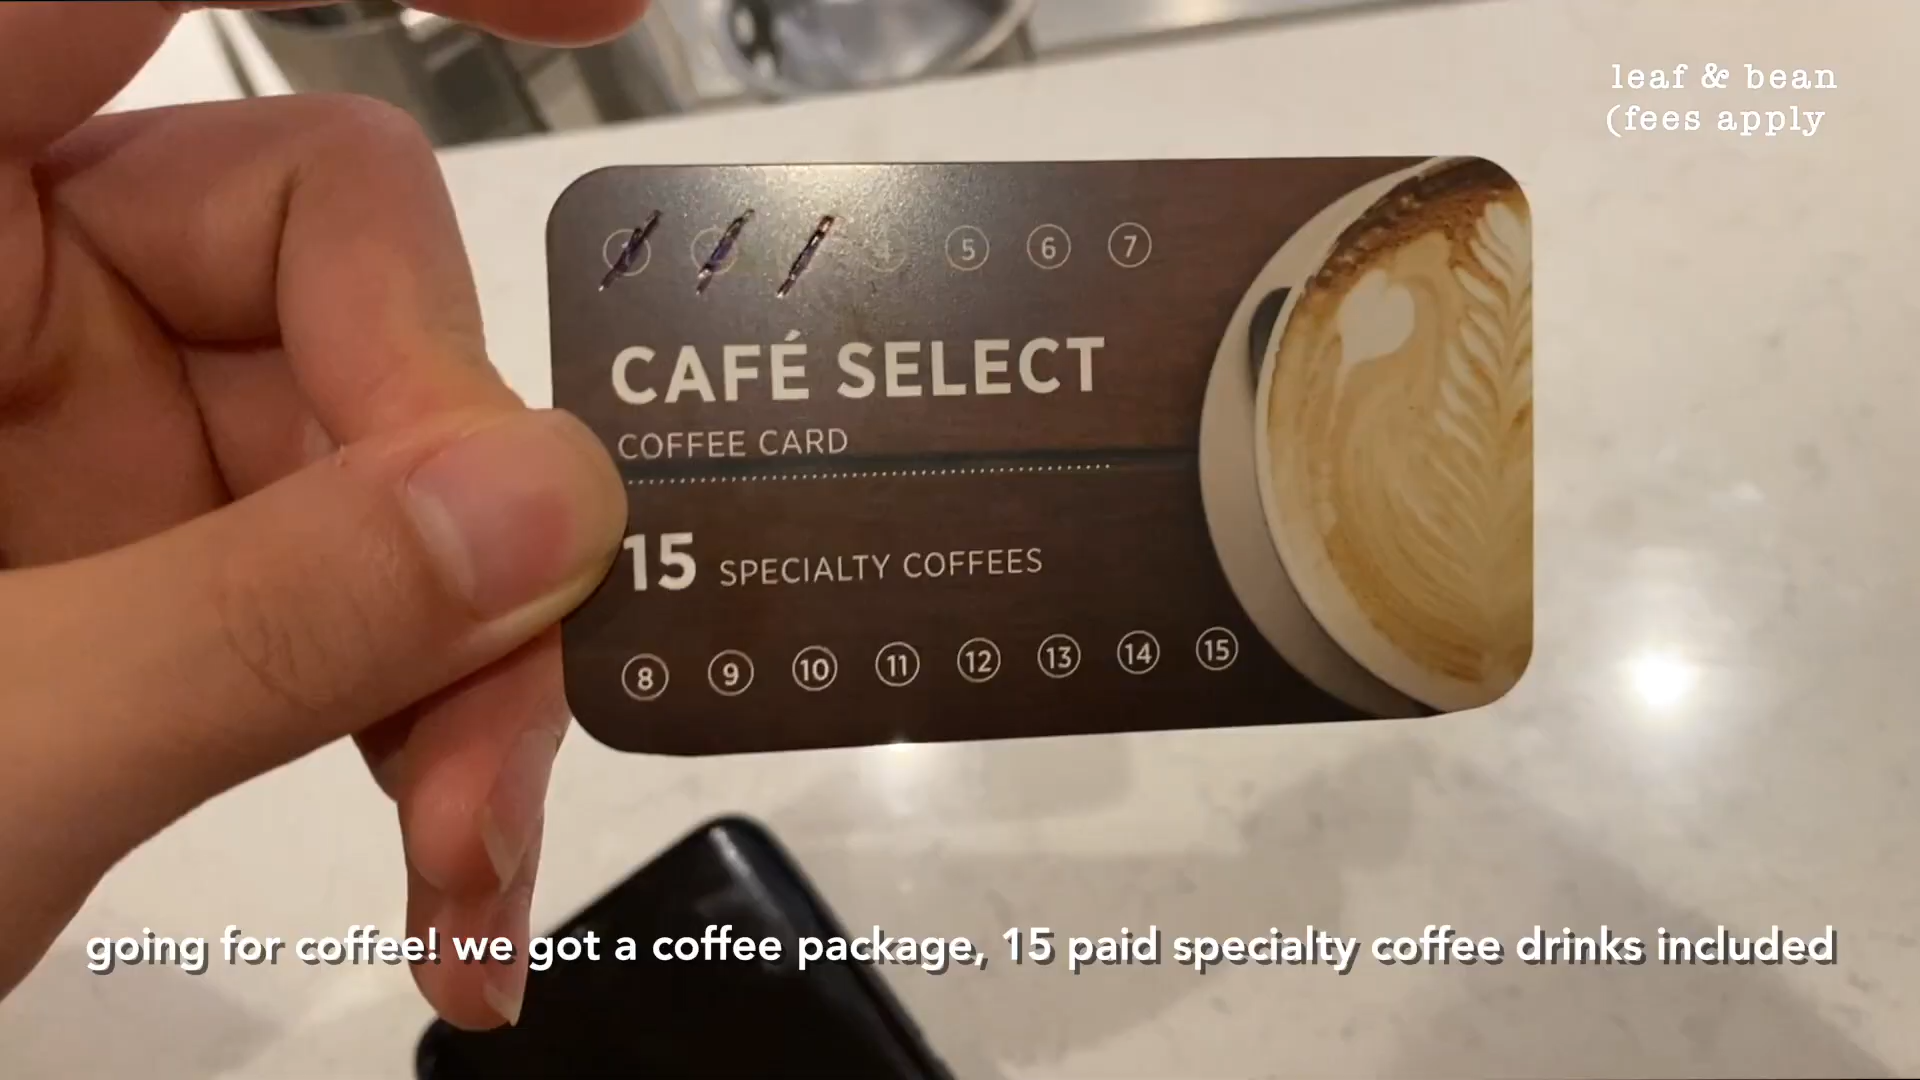 leaf & bean
(fees apply
4 5 6 7
CAFÉ SELECT
COFFEE CARD
15 SPECIALTY COFFEES
8 9 10 11 12 13 14 15
going for coffee! we got a coffee package, 15 paid specialty coffee drinks included